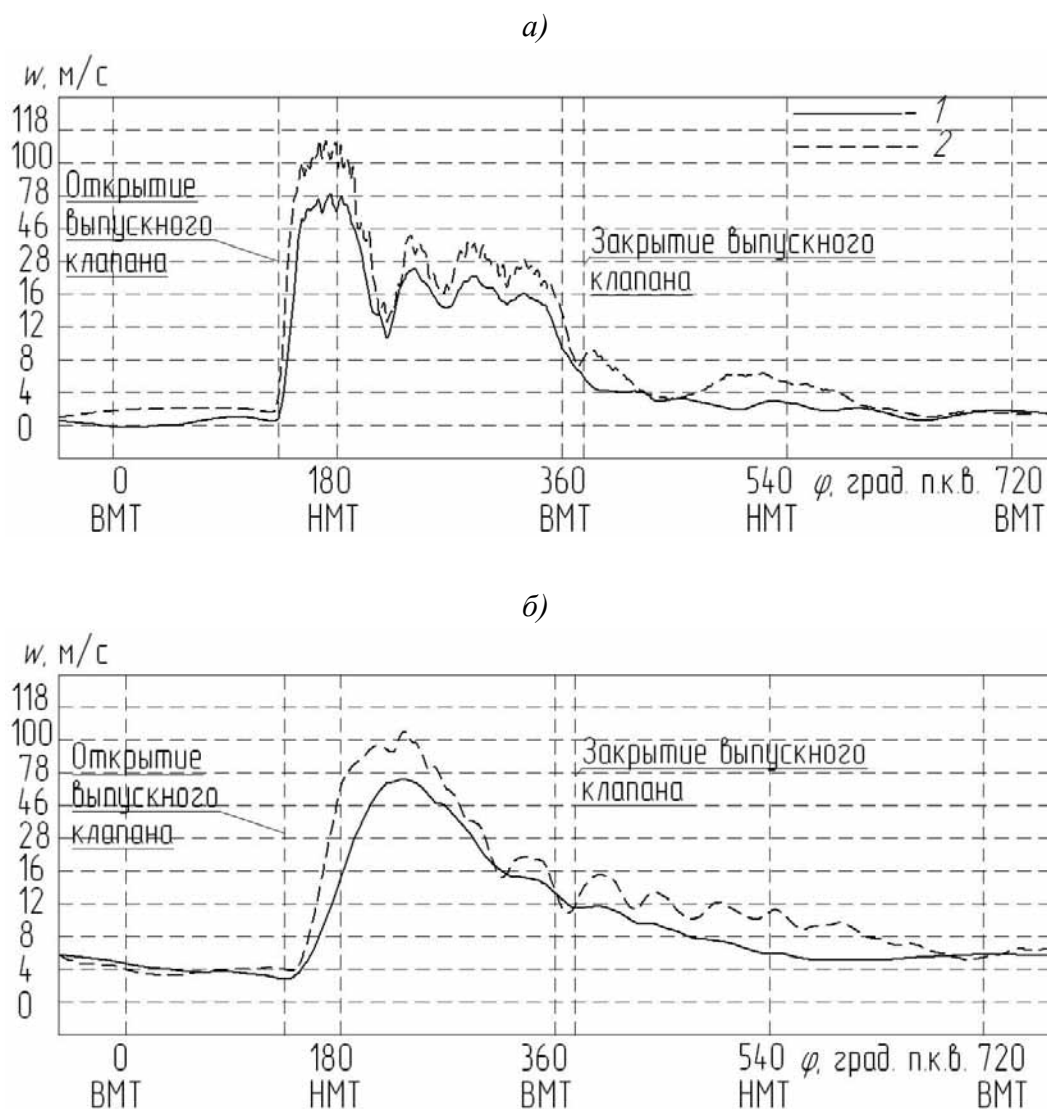 а)
w, м/с
118
100
78
46
28
16
12
8
4
0
1
2
Открытие
выпускного
клапана
Закрытие выпускного
клапана
0 180 360 540 φ, град. п.к.в. 720
ВМТ НМТ ВМТ НМТ ВМТ
б)
w, м/с
118
100
78
46
28
16
12
8
4
0
Открытие
выпускного
клапана
Закрытие выпускного
клапана
0 180 360 540 φ, град. п.к.в. 720
ВМТ НМТ ВМТ НМТ ВМТ